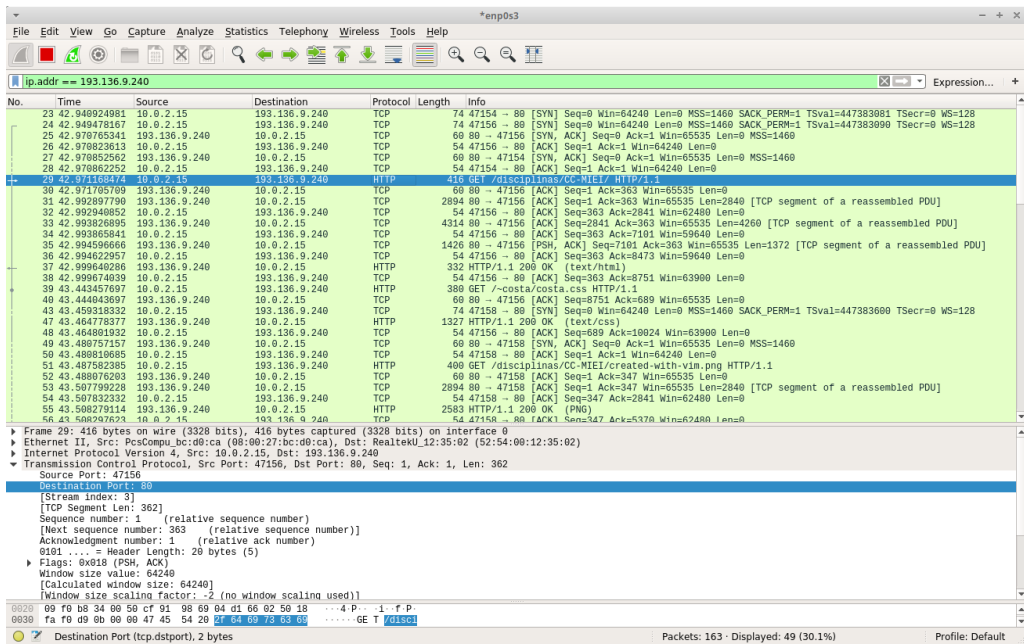 *enp0s3
File Edit View Go Capture Analyze Statistics Telephony Wireless Tools Help
ip.addr == 193.136.9.240 Expression... +
No. Time Source Destination Protocol Length Info
23 42.940924981 10.0.2.15 193.136.9.240 TCP 74 47154 → 80 [SYN] Seq=0 Win=64240 Len=0 MSS=1460 SACK_PERM=1 TSval=447383081 TSecr=0 WS=128
24 42.949478167 10.0.2.15 193.136.9.240 TCP 74 47156 → 80 [SYN] Seq=0 Win=64240 Len=0 MSS=1460 SACK_PERM=1 TSval=447383090 TSecr=0 WS=128
25 42.970765341 193.136.9.240 10.0.2.15 TCP 60 80 → 47156 [SYN, ACK] Seq=0 Ack=1 Win=65535 Len=0 MSS=1460
26 42.970823613 10.0.2.15 193.136.9.240 TCP 54 47156 → 80 [ACK] Seq=1 Ack=1 Win=64240 Len=0
27 42.970852562 193.136.9.240 10.0.2.15 TCP 60 80 → 47154 [SYN, ACK] Seq=0 Ack=1 Win=65535 Len=0 MSS=1460
28 42.970862252 10.0.2.15 193.136.9.240 TCP 54 47154 → 80 [ACK] Seq=1 Ack=1 Win=64240 Len=0
29 42.971168474 10.0.2.15 193.136.9.240 HTTP 416 GET /disciplinas/CC-MIEI/ HTTP/1.1
30 42.971705709 193.136.9.240 10.0.2.15 TCP 60 80 → 47156 [ACK] Seq=1 Ack=363 Win=65535 Len=0
31 42.992897790 193.136.9.240 10.0.2.15 TCP 2894 80 → 47156 [ACK] Seq=1 Ack=363 Win=65535 Len=2840 [TCP segment of a reassembled PDU]
32 42.992940852 10.0.2.15 193.136.9.240 TCP 54 47156 → 80 [ACK] Seq=363 Ack=2841 Win=62480 Len=0
33 42.993826895 193.136.9.240 10.0.2.15 TCP 4314 80 → 47156 [ACK] Seq=2841 Ack=363 Win=65535 Len=4260 [TCP segment of a reassembled PDU]
34 42.993865841 10.0.2.15 193.136.9.240 TCP 54 47156 → 80 [ACK] Seq=363 Ack=7101 Win=59640 Len=0
35 42.994596666 193.136.9.240 10.0.2.15 TCP 1426 80 → 47156 [PSH, ACK] Seq=7101 Ack=363 Win=65535 Len=1372 [TCP segment of a reassembled PDU]
36 42.994622957 10.0.2.15 193.136.9.240 TCP 54 47156 → 80 [ACK] Seq=363 Ack=8473 Win=59640 Len=0
37 42.999640286 193.136.9.240 10.0.2.15 HTTP 332 HTTP/1.1 200 OK (text/html)
38 42.999674039 10.0.2.15 193.136.9.240 TCP 54 47156 → 80 [ACK] Seq=363 Ack=8751 Win=63900 Len=0
39 43.443457697 10.0.2.15 193.136.9.240 HTTP 380 GET /~costa/costa.css HTTP/1.1
40 43.444043697 193.136.9.240 10.0.2.15 TCP 60 80 → 47156 [ACK] Seq=8751 Ack=689 Win=65535 Len=0
43 43.459318332 10.0.2.15 193.136.9.240 TCP 74 47158 → 80 [SYN] Seq=0 Win=64240 Len=0 MSS=1460 SACK_PERM=1 TSval=447383600 TSecr=0 WS=128
47 43.464778377 193.136.9.240 10.0.2.15 HTTP 1327 HTTP/1.1 200 OK (text/css)
48 43.464801932 10.0.2.15 193.136.9.240 TCP 54 47156 → 80 [ACK] Seq=689 Ack=10024 Win=63900 Len=0
49 43.480757157 193.136.9.240 10.0.2.15 TCP 60 80 → 47158 [SYN, ACK] Seq=0 Ack=1 Win=65535 Len=0 MSS=1460
50 43.480810685 10.0.2.15 193.136.9.240 TCP 54 47158 → 80 [ACK] Seq=1 Ack=1 Win=64240 Len=0
51 43.487582385 10.0.2.15 193.136.9.240 HTTP 400 GET /disciplinas/CC-MIEI/created-with-vim.png HTTP/1.1
52 43.488076203 193.136.9.240 10.0.2.15 TCP 60 80 → 47158 [ACK] Seq=1 Ack=347 Win=65535 Len=0
53 43.507799228 193.136.9.240 10.0.2.15 TCP 2894 80 → 47158 [ACK] Seq=1 Ack=347 Win=65535 Len=2840 [TCP segment of a reassembled PDU]
54 43.507832332 10.0.2.15 193.136.9.240 TCP 54 47158 → 80 [ACK] Seq=347 Ack=2841 Win=62480 Len=0
55 43.508279114 193.136.9.240 10.0.2.15 HTTP 2583 HTTP/1.1 200 OK (PNG)
56 43.508297623 10.0.2.15 193.136.9.240 TCP 54 47158 → 80 [ACK] Seq=347 Ack=5370 Win=62480 Len=0
Frame 29: 416 bytes on wire (3328 bits), 416 bytes captured (3328 bits) on interface 0
Ethernet II, Src: PcsCompu_bc:d0:ca (08:00:27:bc:d0:ca), Dst: RealtekU_12:35:02 (52:54:00:12:35:02)
Internet Protocol Version 4, Src: 10.0.2.15, Dst: 193.136.9.240
Transmission Control Protocol, Src Port: 47156, Dst Port: 80, Seq: 1, Ack: 1, Len: 362
Source Port: 47156
Destination Port: 80
[Stream index: 3]
[TCP Segment Len: 362]
Sequence number: 1 (relative sequence number)
[Next sequence number: 363 (relative sequence number)]
Acknowledgment number: 1 (relative ack number)
0101 .... = Header Length: 20 bytes (5)
Flags: 0x018 (PSH, ACK)
Window size value: 64240
[Calculated window size: 64240]
[Window size scaling factor: -2 (no window scaling used)]
0020 09 f0 b8 34 00 50 cf 91 98 69 04 d1 66 02 50 18 ···4·P·· ·i··f·P·
0030 fa f0 d9 0b 00 00 47 45 54 20 2f 64 69 73 63 69 ······GE T /disci
Destination Port (tcp.dstport), 2 bytes Packets: 163 · Displayed: 49 (30.1%) Profile: Default